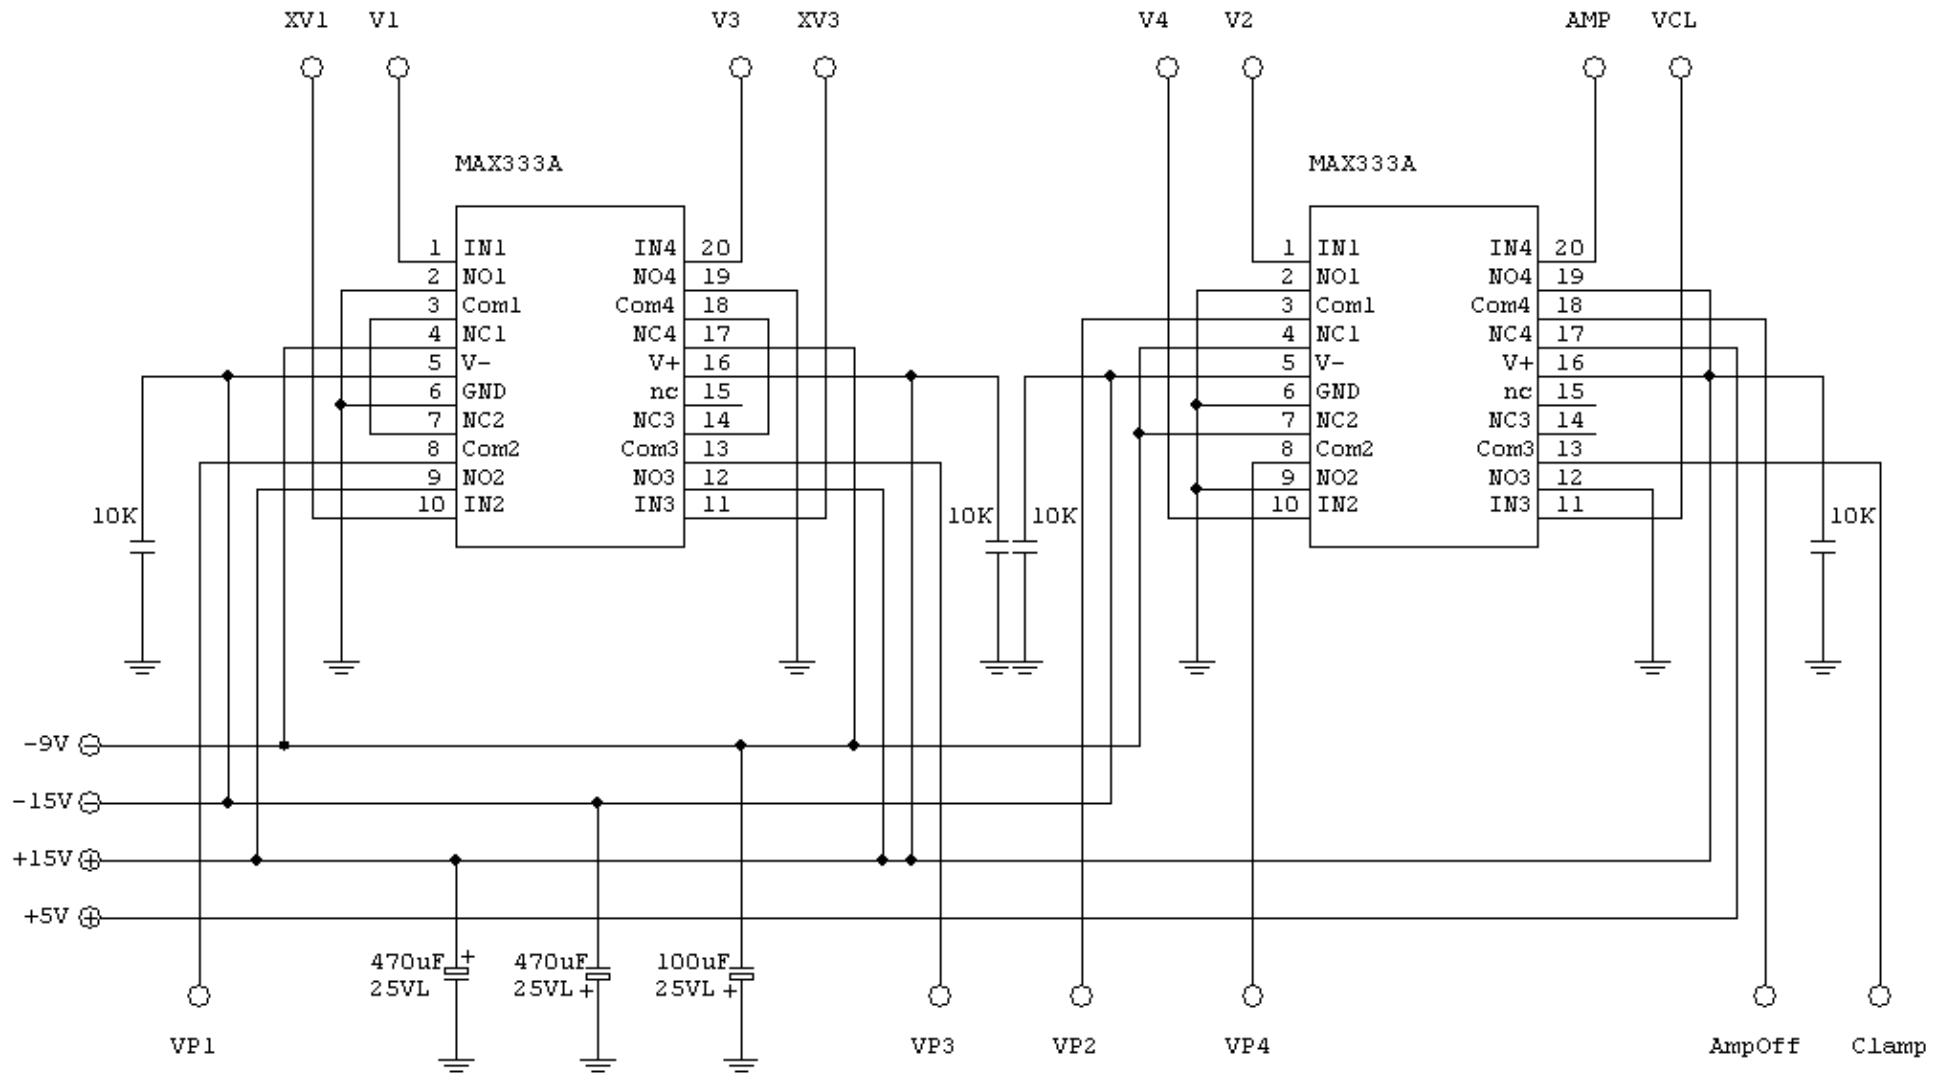 XV1 V1 V3 XV3 V4 V2 AMP VCL
MAX333A MAX333A
1 IN1 IN4 20 1 IN1 IN4 20
2 NO1 NO4 19 2 NO1 NO4 19
3 Com1 Com4 18 3 Com1 Com4 18
4 NC1 NC4 17 4 NC1 NC4 17
5 V- V+ 16 5 V- V+ 16
6 GND nc 15 6 GND nc 15
7 NC2 NC3 14 7 NC2 NC3 14
8 Com2 Com3 13 8 Com2 Com3 13
9 NO2 NO3 12 9 NO2 NO3 12
10 IN2 IN3 11 10 IN2 IN3 11
10K 10K 10K 10K
-9V
-15V
+15V
+5V
470uF + 470uF 100uF
25VL 25VL + 25VL +
VP1 VP3 VP2 VP4 AmpOff Clamp